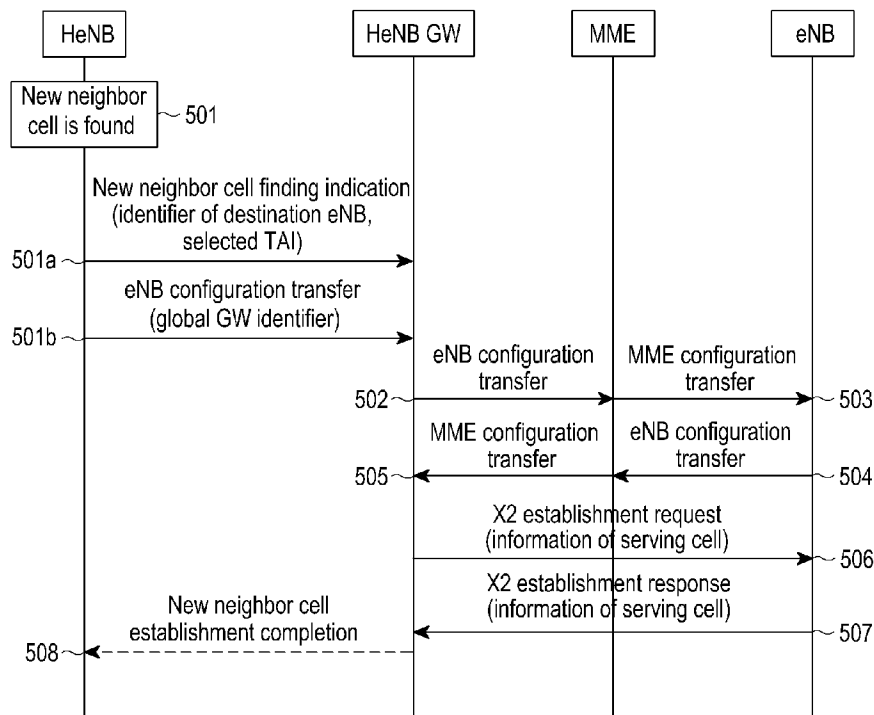 HeNB
HeNB GW
MME
eNB
New neighbor
cell is found
501
New neighbor cell finding indication
(identifier of destination eNB,
selected TAI)
501a
eNB configuration transfer
(global GW identifier)
501b
eNB configuration
transfer
MME configuration
transfer
502
503
MME configuration
transfer
eNB configuration
transfer
505
504
X2 establishment request
(information of serving cell)
506
X2 establishment response
(information of serving cell)
507
New neighbor cell
establishment completion
508